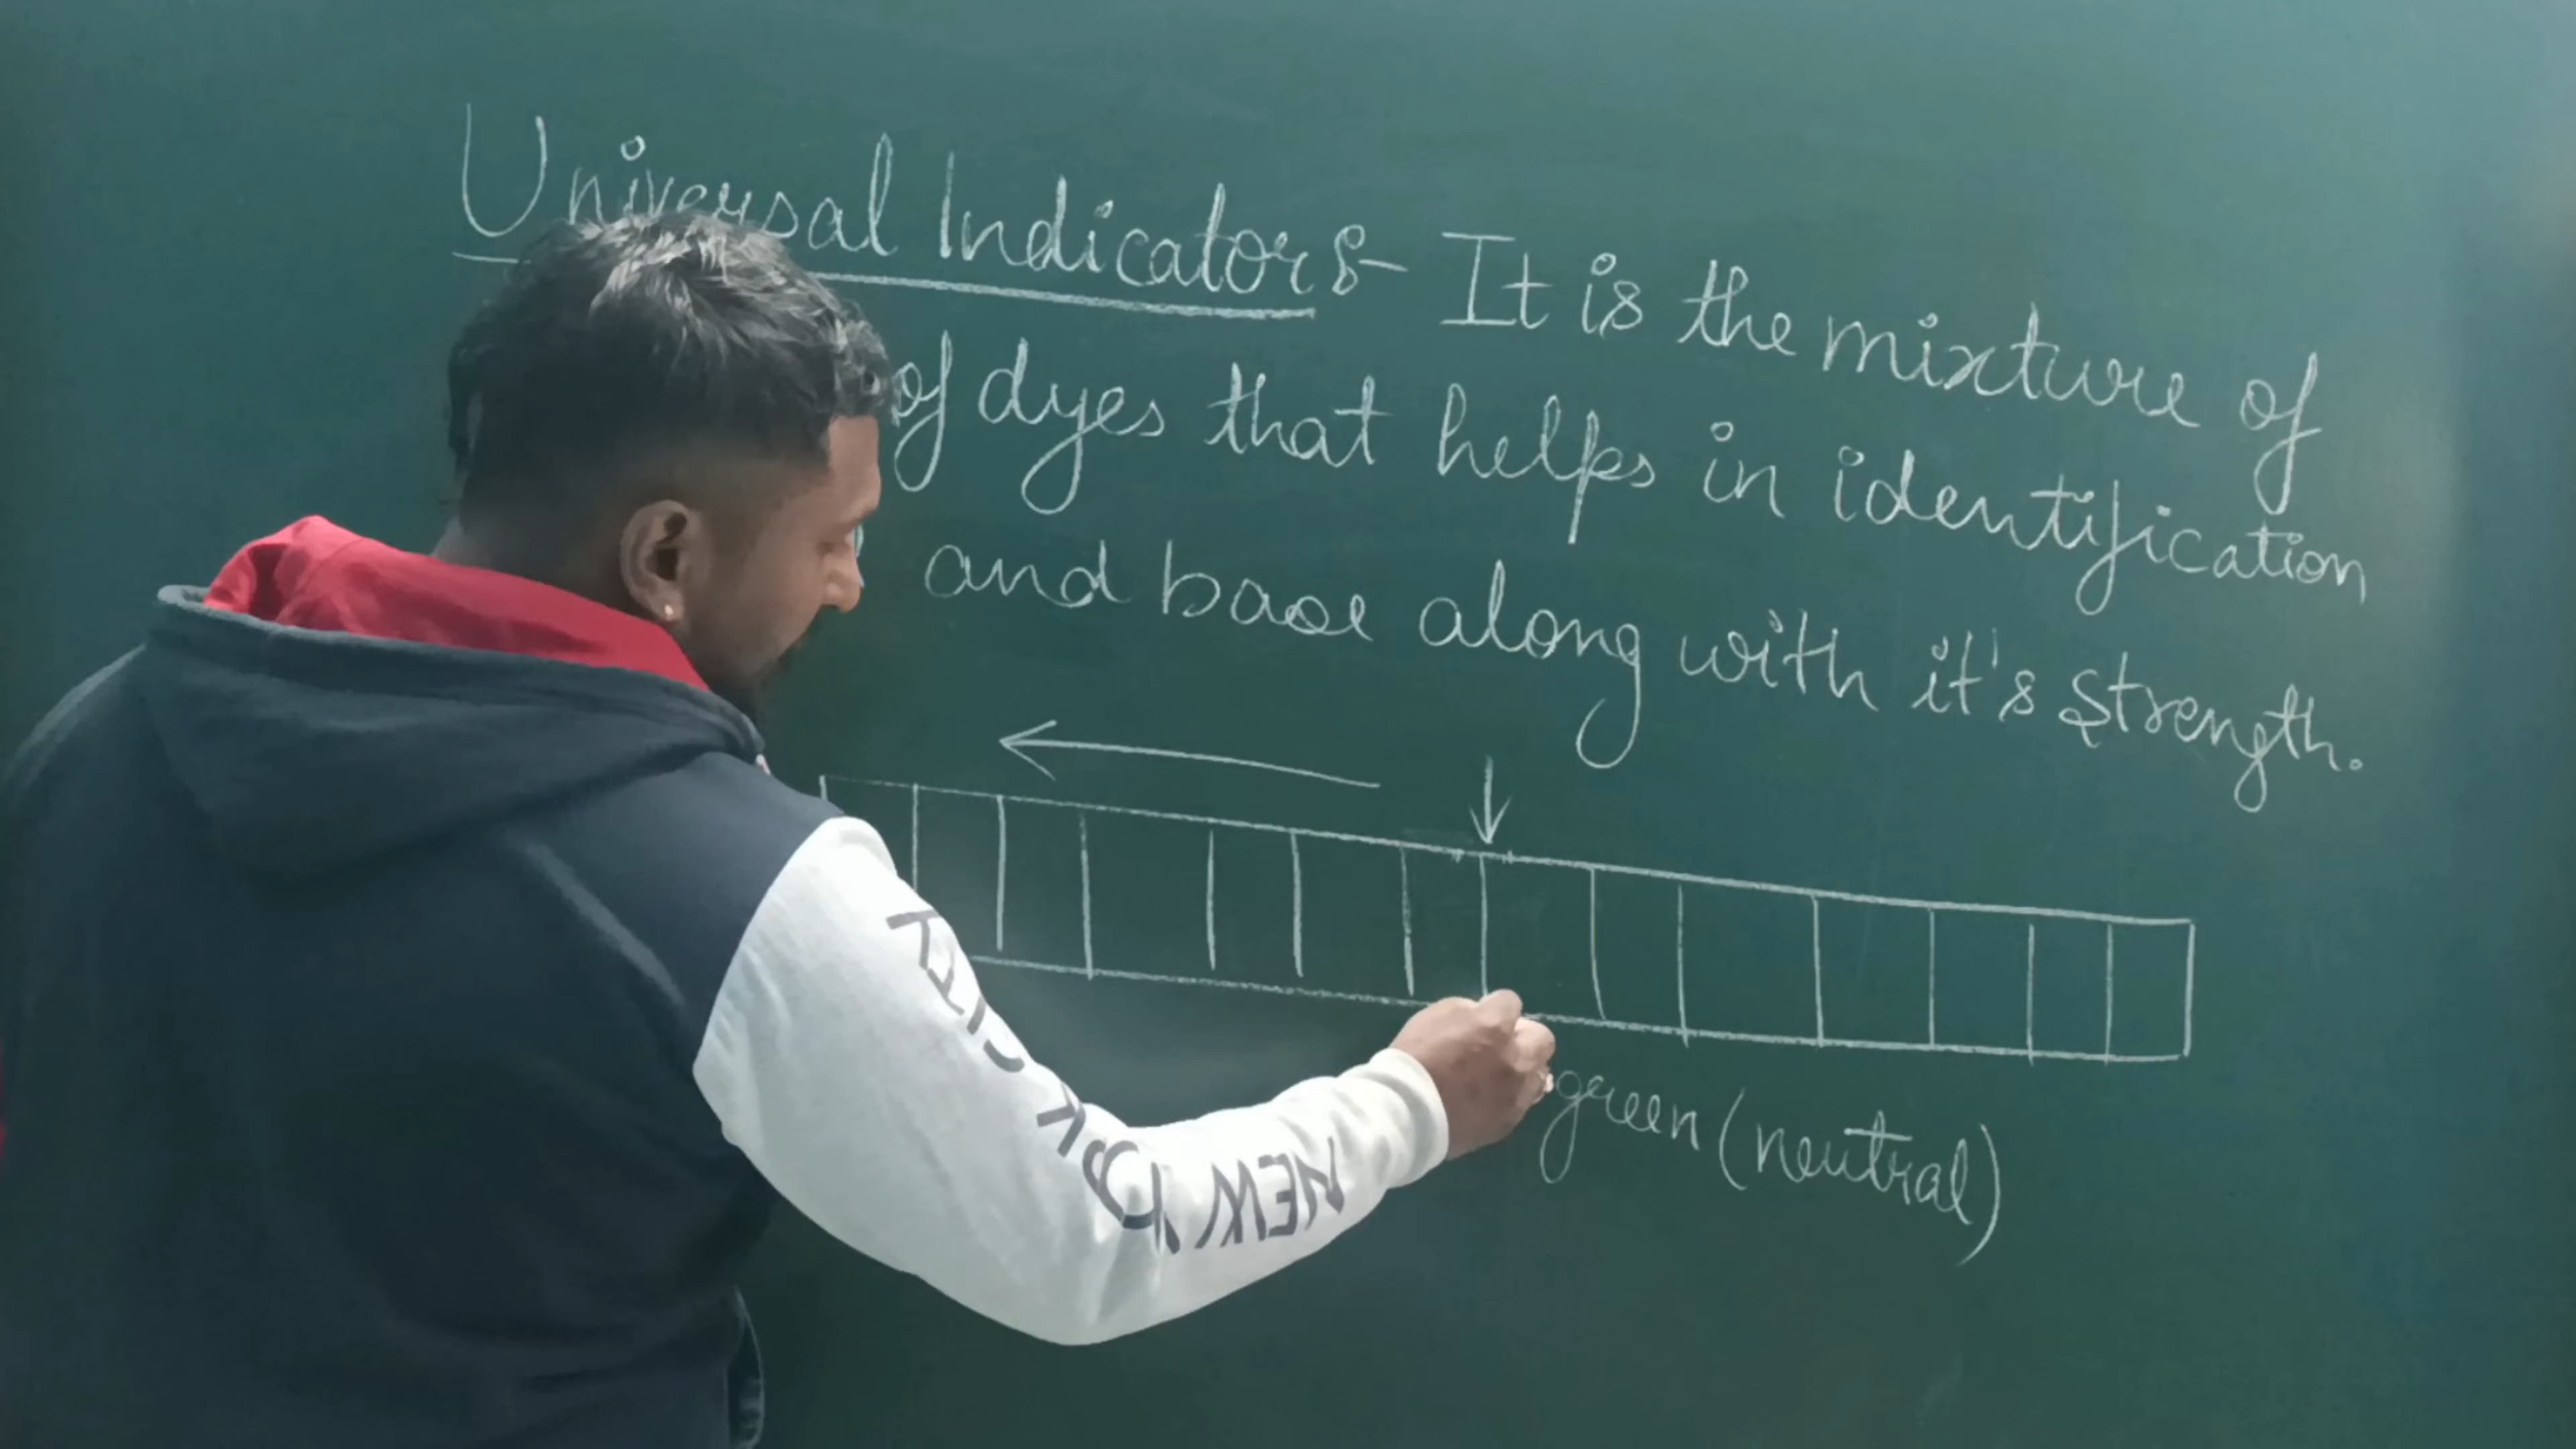 Universal Indicators- It is the mixture of
of dyes that helps in identification
and base along with it's strength.
green (neutral)
NEW YORK CITY